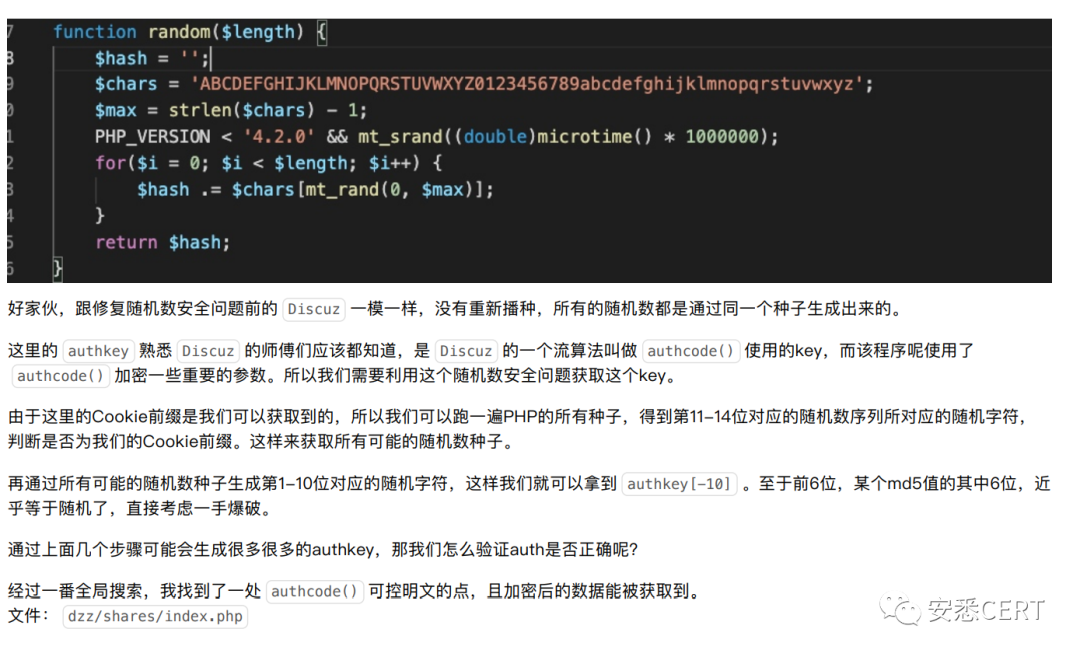 7 function random($length) {
8 $hash = '';
9 $chars = 'ABCDEFGHIJKLMNOPQRSTUVWXYZ0123456789abcdefghijklmnopqrstuvwxyz';
0 $max = strlen($chars) - 1;
1 PHP_VERSION < '4.2.0' && mt_srand((double)microtime() * 1000000);
2 for($i = 0; $i < $length; $i++) {
3 $hash .= $chars[mt_rand(0, $max)];
4 }
5 return $hash;
6 }
好家伙，跟修复随机数安全问题前的 Discuz 一模一样，没有重新播种，所有的随机数都是通过同一个种子生成出来的。
这里的 authkey 熟悉 Discuz 的师傅们应该都知道，是 Discuz 的一个流算法叫做 authcode() 使用的key，而该程序呢使用了
authcode() 加密一些重要的参数。所以我们需要利用这个随机数安全问题获取这个key。
由于这里的Cookie前缀是我们可以获取到的，所以我们可以跑一遍PHP的所有种子，得到第11-14位对应的随机数序列所对应的随机字符，
判断是否为我们的Cookie前缀。这样来获取所有可能的随机数种子。
再通过所有可能的随机数种子生成第1-10位对应的随机字符，这样我们就可以拿到 authkey[-10] 。至于前6位，某个md5值的其中6位，近
乎等于随机了，直接考虑一手爆破。
通过上面几个步骤可能会生成很多很多的authkey，那我们怎么验证auth是否正确呢?
经过一番全局搜索，我找到了一处 authcode() 可控明文的点，且加密后的数据能被获取到。
文件： dzz/shares/index.php
安悉CERT